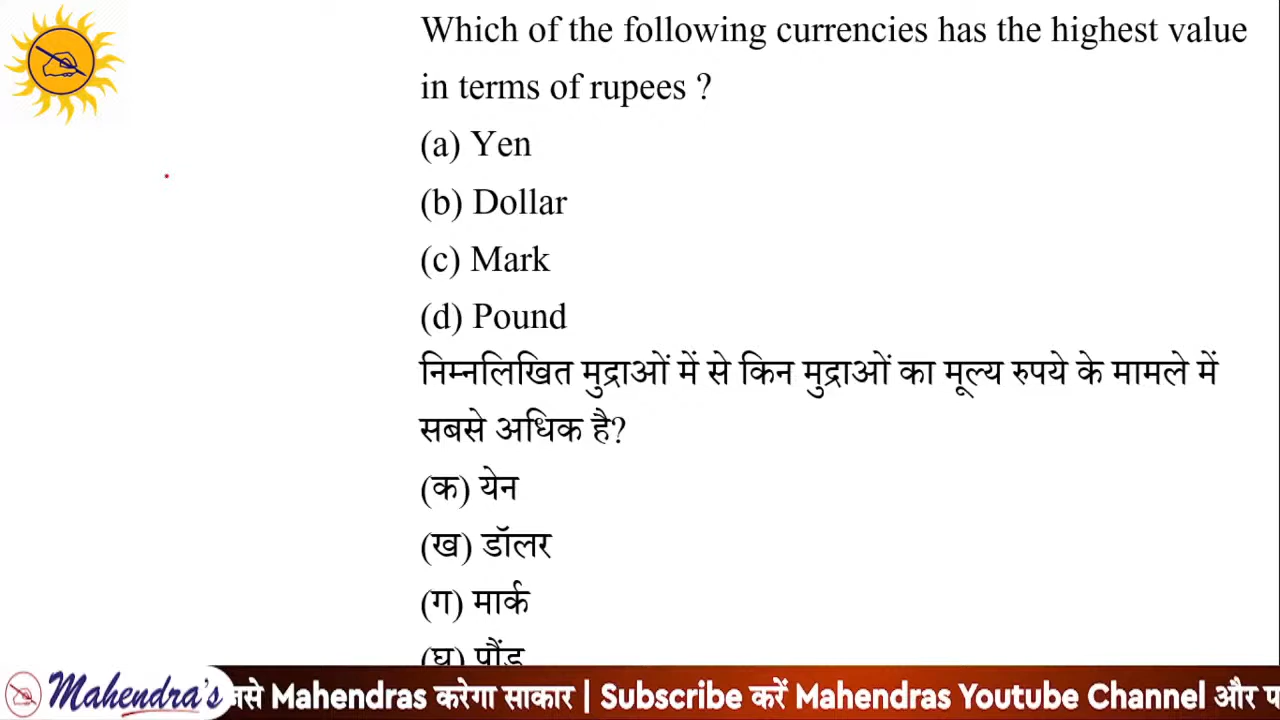 Which of the following currencies has the highest value
in terms of rupees ?
(a) Yen
(b) Dollar
(c) Mark
(d) Pound
निम्नलिखित मुद्राओं में से किन मुद्राओं का मूल्य रुपये के मामले में
सबसे अधिक है?
(क) येन
(ख) डॉलर
(ग) मार्क
(घ) पौंड
Mahendra's
Mahendras करेगा साकार | Subscribe करें Mahendras Youtube Channel और